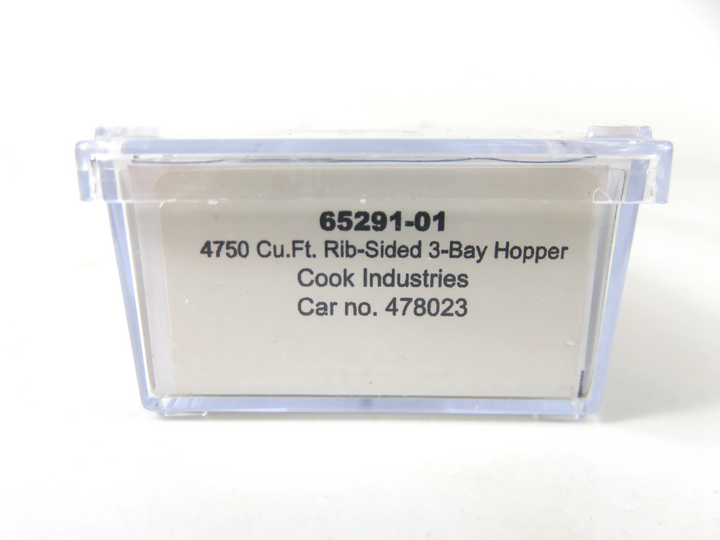 65291-01
4750 Cu.Ft. Rib-Sided 3-Bay Hopper
Cook Industries
Car no. 478023